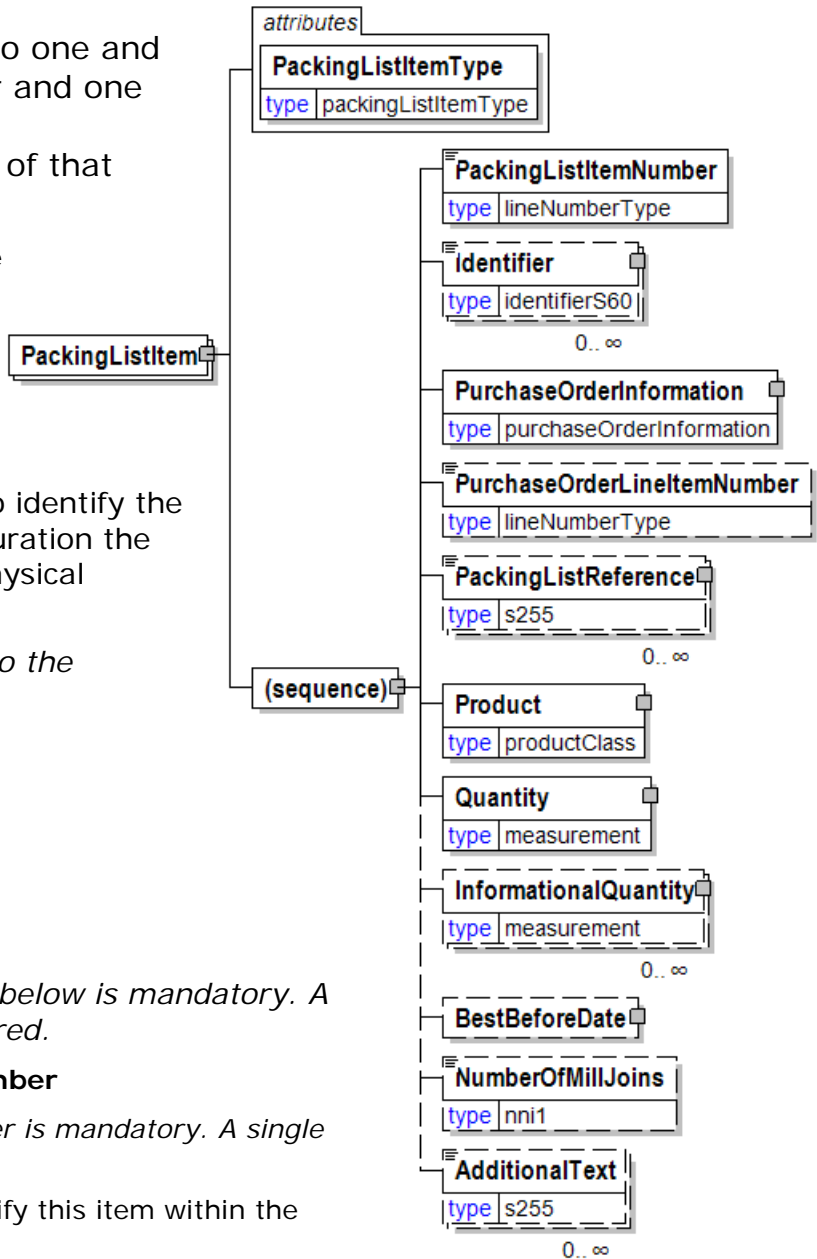 o one and
and one
of that
e
o identify the
uration the
ysical
o the
below is mandatory. A
red.
nber
er is mandatory. A single
ify this item within the
PackingListItem
attributes
PackingListItemType
type packingListItemType
(sequence)
PackingListItemNumber
type lineNumberType
Identifier
type identifierS60
0.. ∞
PurchaseOrderInformation
type purchaseOrderInformation
PurchaseOrderLineItemNumber
type lineNumberType
PackingListReference
type s255
0.. ∞
Product
type productClass
Quantity
type measurement
InformationalQuantity
type measurement
0.. ∞
BestBeforeDate
NumberOfMillJoins
type nni1
AdditionalText
type s255
0.. ∞